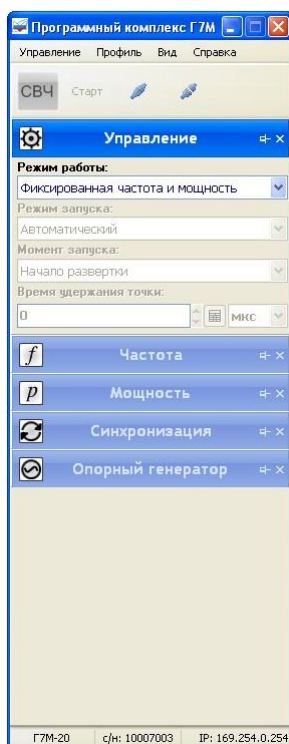 Программный комплекс Г7М
Управление Профиль Вид Справка
СВЧ Старт
Управление
Режим работы:
Фиксированная частота и мощность
Режим запуска:
Автоматический
Момент запуска:
Начало развертки
Время удержания точки:
0 мкс
f Частота
p Мощность
Синхронизация
Опорный генератор
Г7М-20 с/н: 10007003 IP: 169.254.0.254